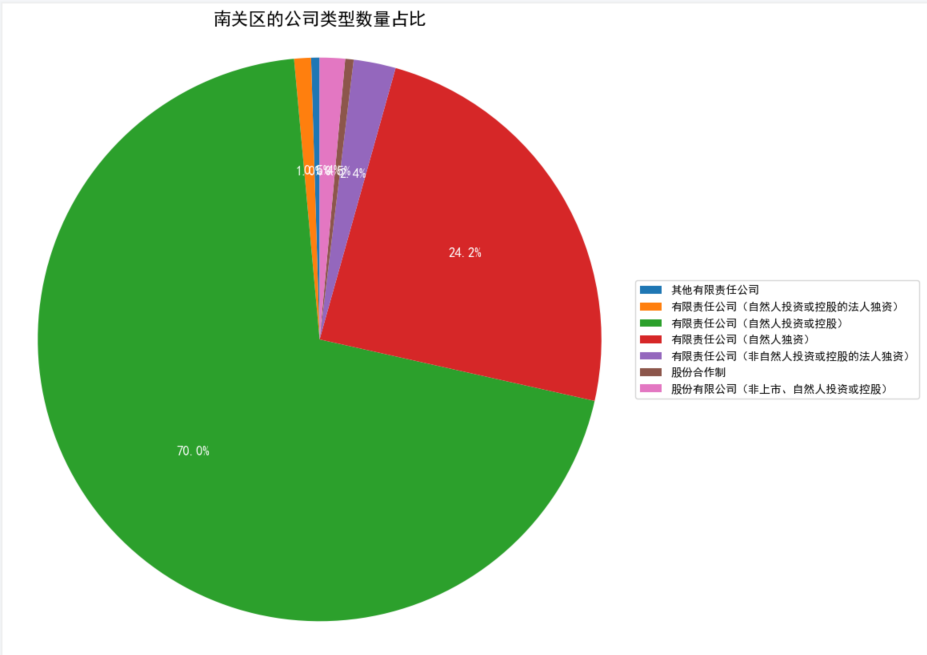 南关区的公司类型数量占比
24.2%
70.0%
其他有限责任公司
有限责任公司（自然人投资或控股的法人独资）
有限责任公司（自然人投资或控股）
有限责任公司（自然人独资）
有限责任公司（非自然人投资或控股的法人独资）
股份合作制
股份有限公司（非上市、自然人投资或控股）